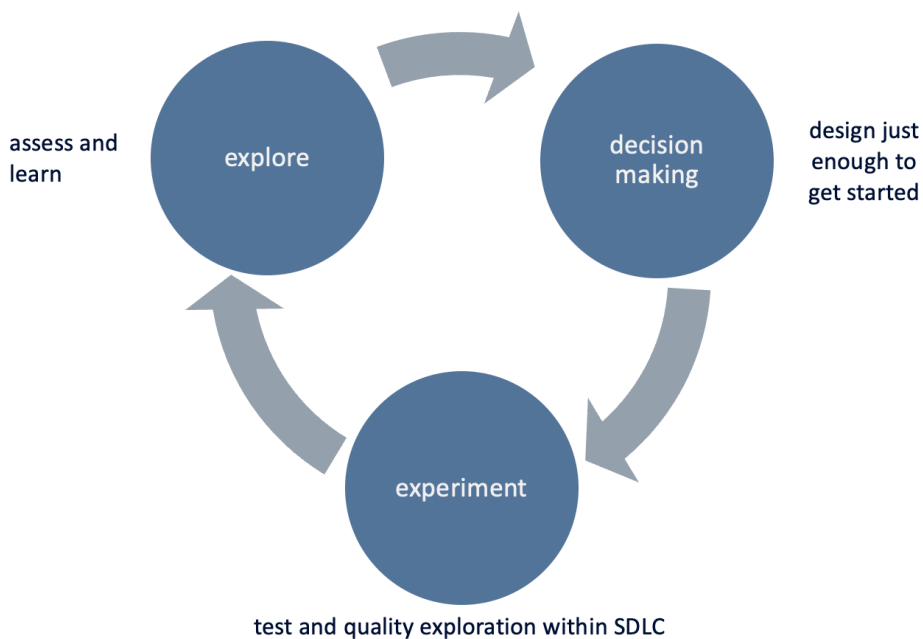 assess and
learn
explore
decision
making
design just
enough to
get started
experiment
test and quality exploration within SDLC